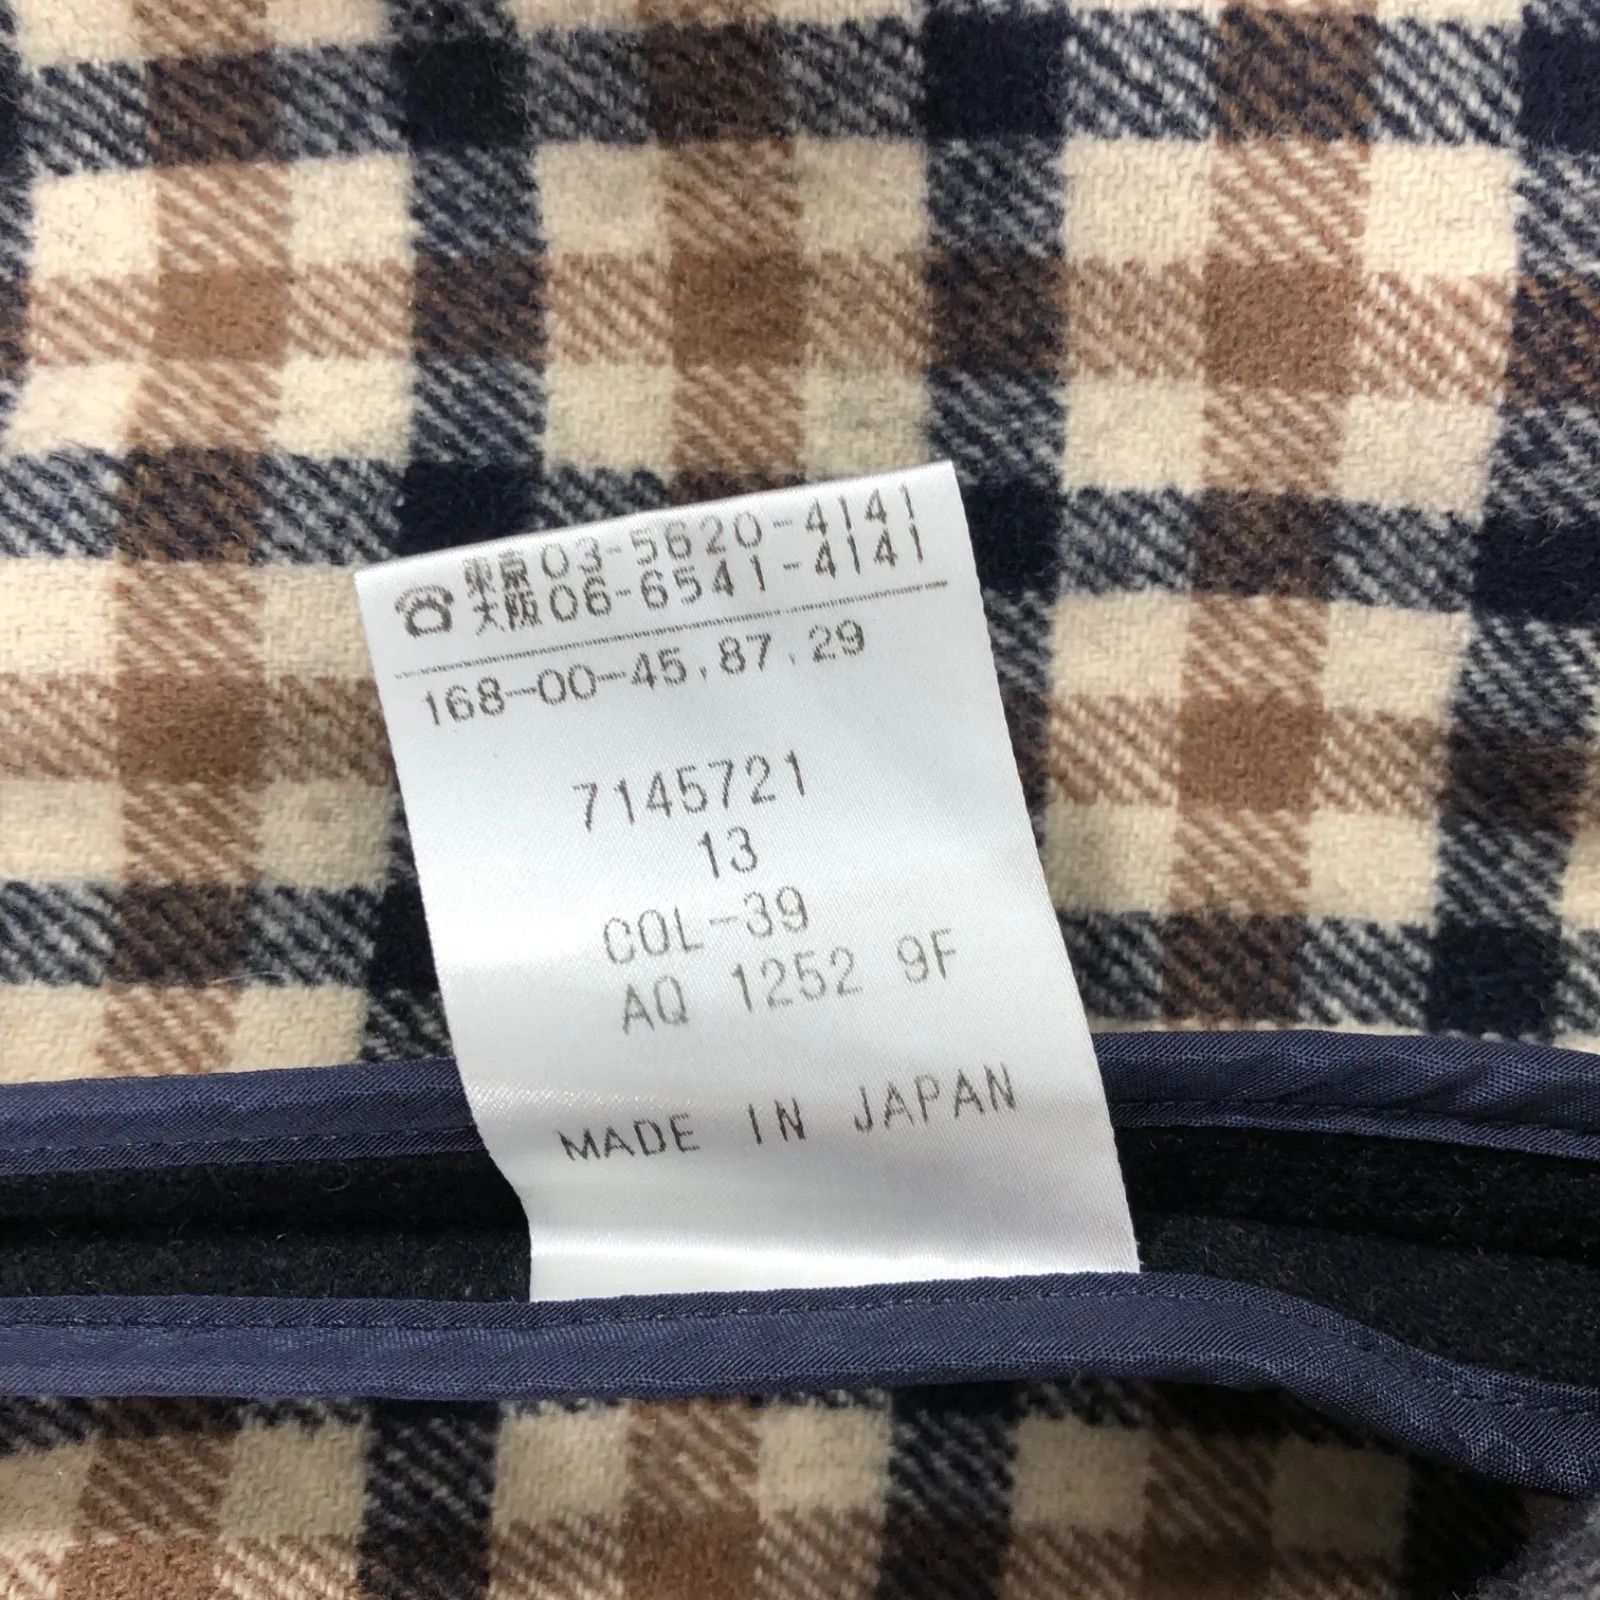 ☎ 東京03-5620-4141
大阪06-6541-4141
168-00-45.87.29
7145721
13
COL-39
AQ 1252 9F
MADE IN JAPAN